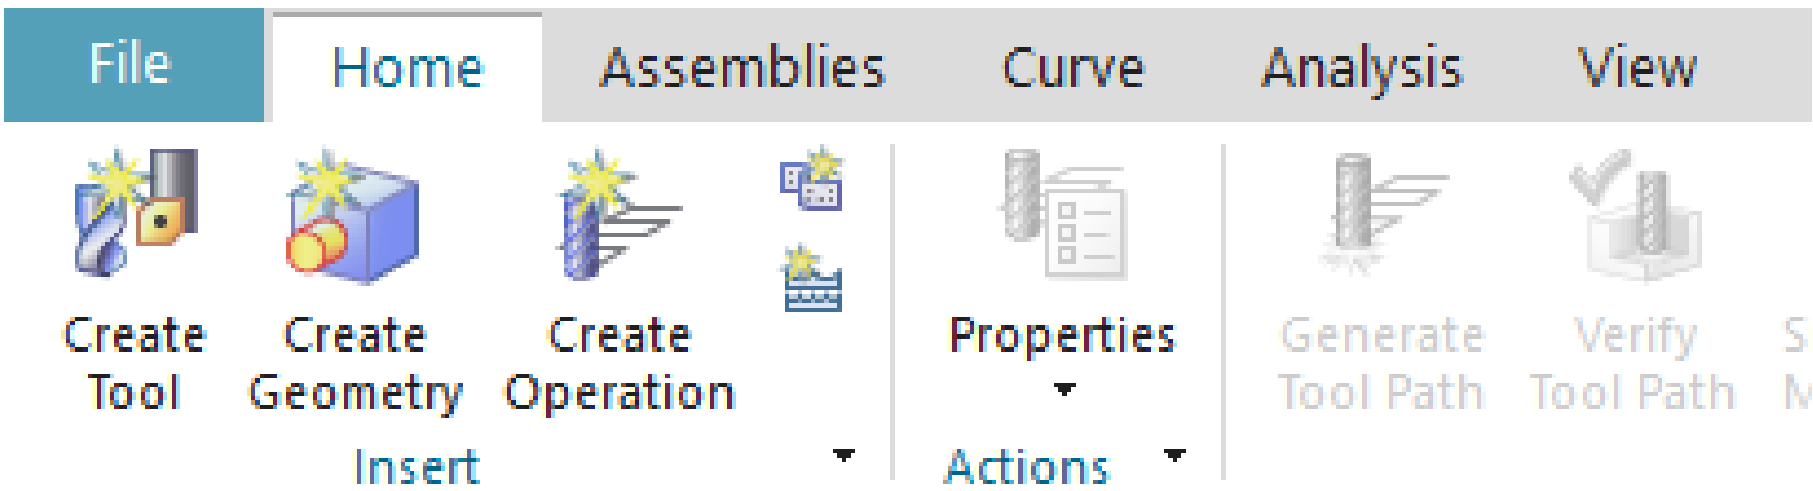 File Home Assemblies Curve Analysis View
Create Tool
Create Geometry
Create Operation
Properties
Generate Tool Path
Verify Tool Path
Insert
Actions